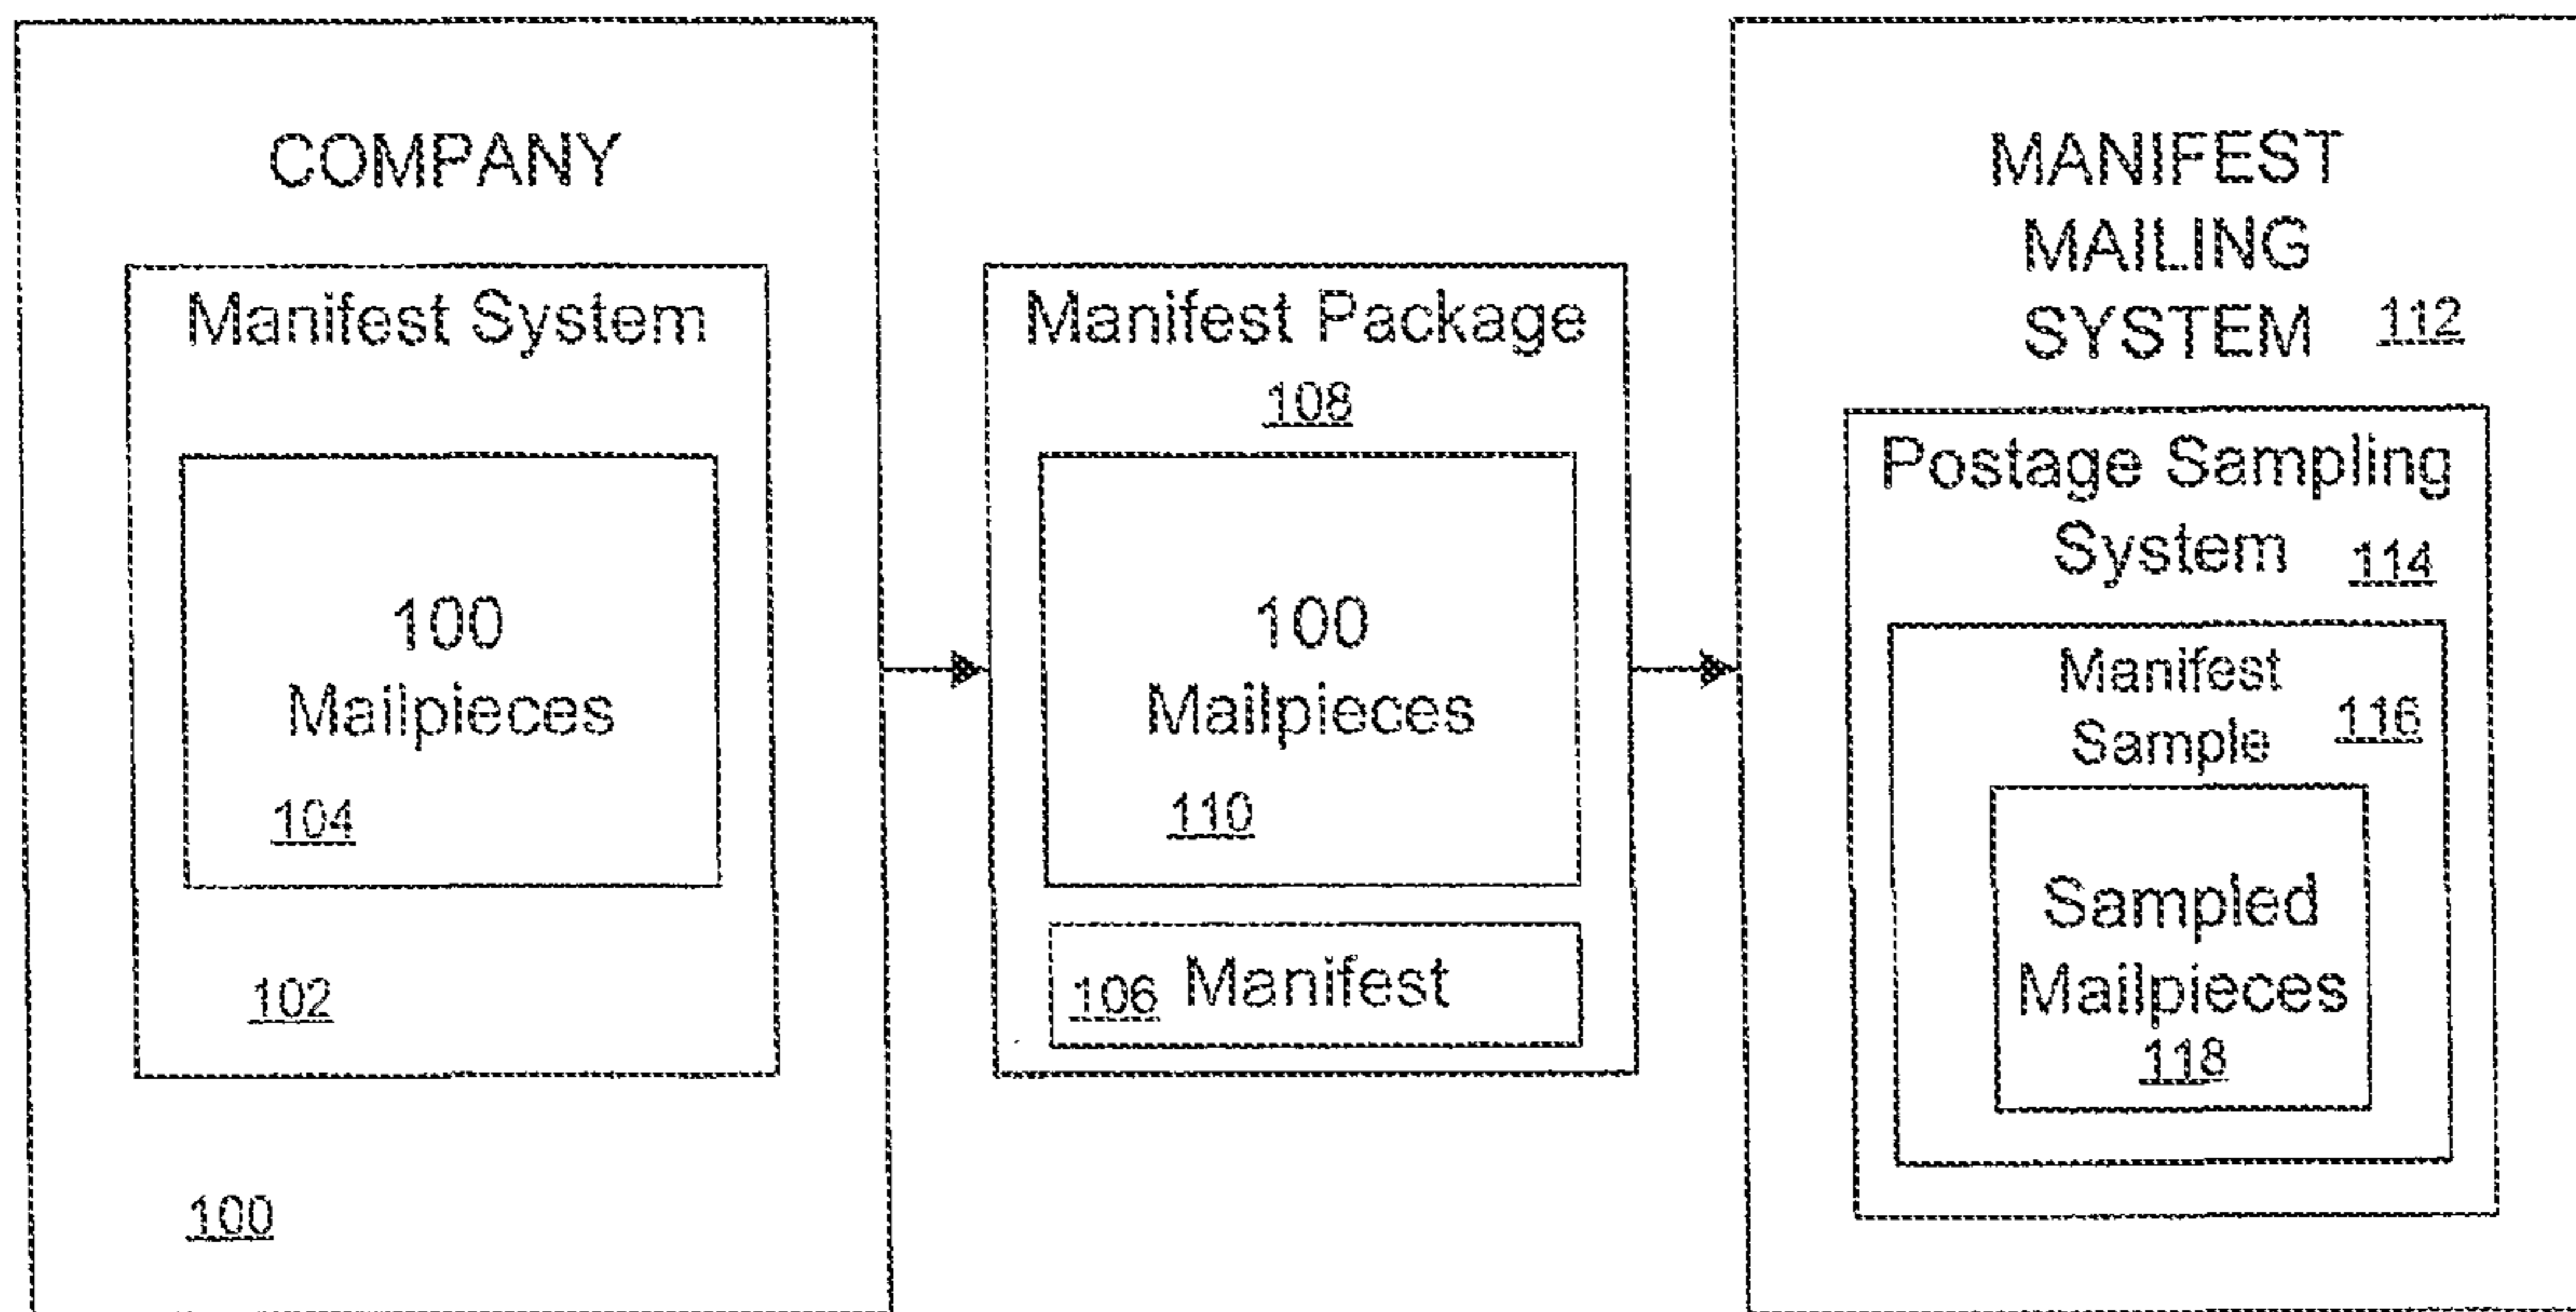 COMPANY
Manifest System
100
Mailpieces
104
102
100
Manifest Package
108
100
Mailpieces
110
106 Manifest
MANIFEST
MAILING
SYSTEM 112
Postage Sampling
System 114
Manifest
Sample 116
Sampled
Mailpieces
118